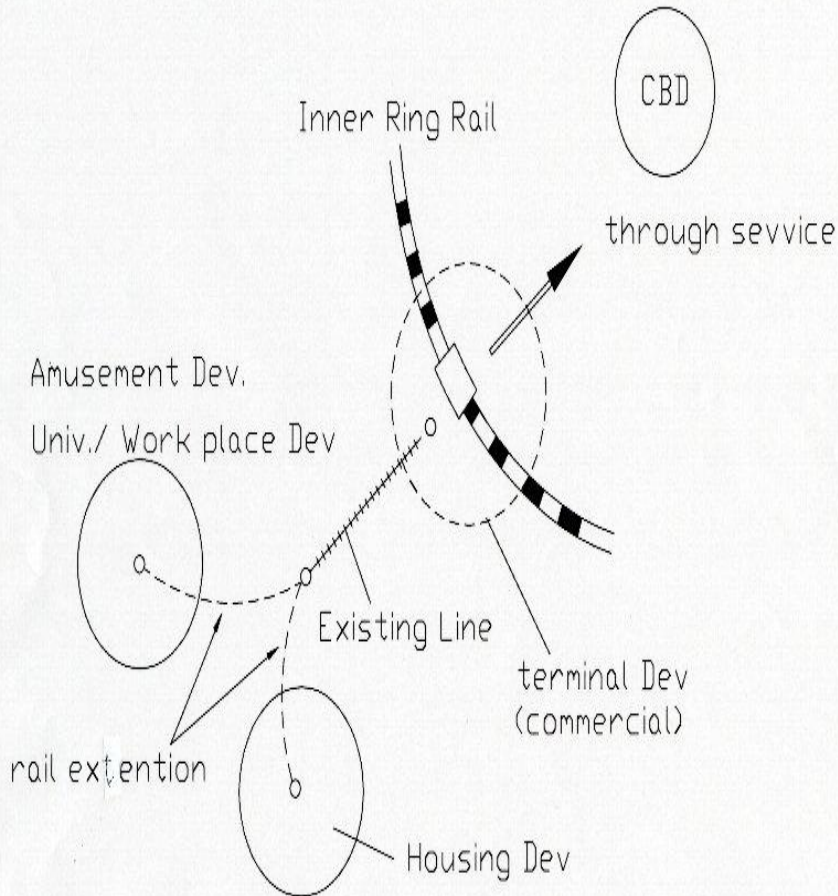 CBD
Inner Ring Rail
through sevvice
Amusement Dev.
Univ./ Work place Dev
Existing Line
terminal Dev
(commercial)
rail extention
Housing Dev